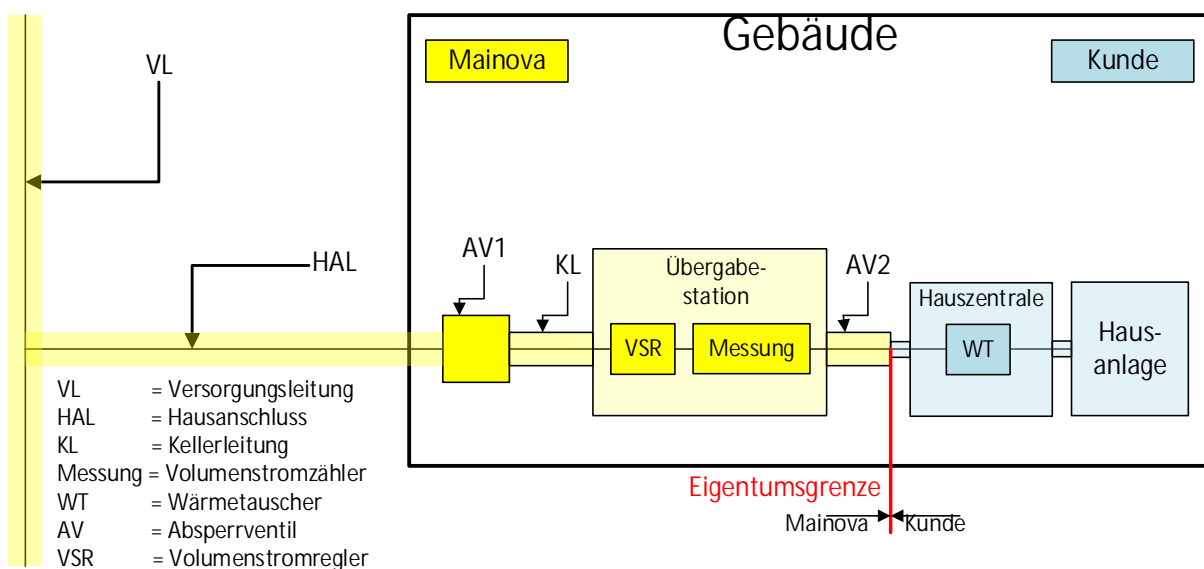 Gebäude
Mainova
Kunde
VL
HAL
AV1
KL
Übergabe-
station
AV2
VSR
Messung
Hauszentrale
WT
Haus-
anlage
VL = Versorgungsleitung
HAL = Hausanschluss
KL = Kellerleitung
Messung = Volumenstromzähler
WT = Wärmetauscher
AV = Absperrventil
VSR = Volumenstromregler
Eigentumsgrenze
Mainova Kunde